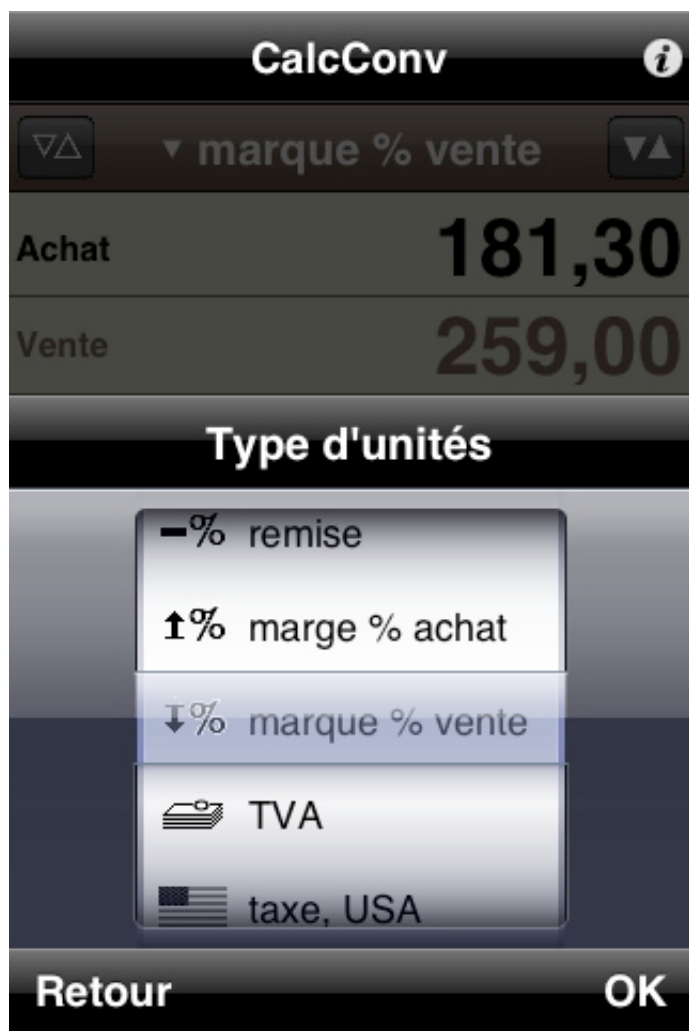 CalcConv
▽△ ▼ marque % vente ▼▲
Achat 181,30
Vente 259,00
Type d'unités
-% remise
↑% marge % achat
↧% marque % vente
TVA
taxe, USA
Retour OK